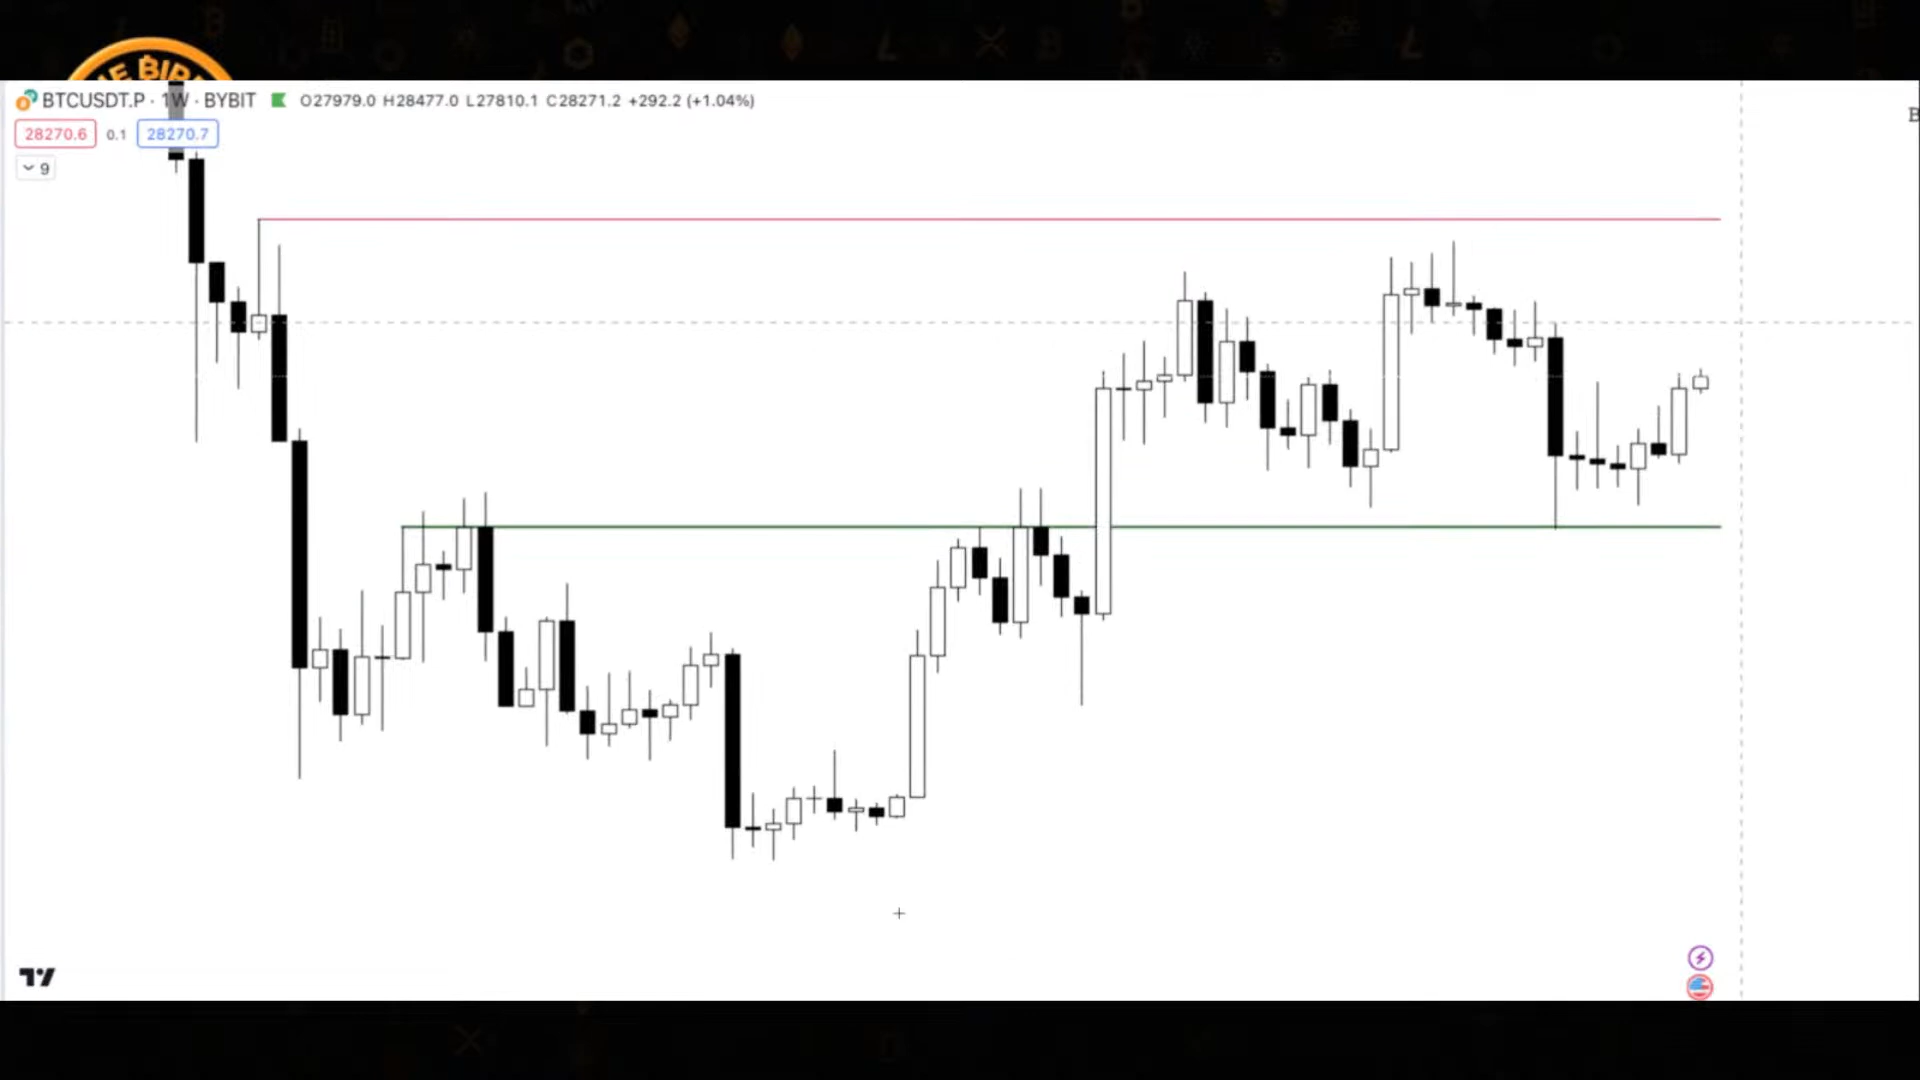 BTCUSDT.P · 1W · BYBIT O27979.0 H28477.0 L27810.1 C28271.2 +292.2 (+1.04%)
28270.6 0.1 28270.7
9